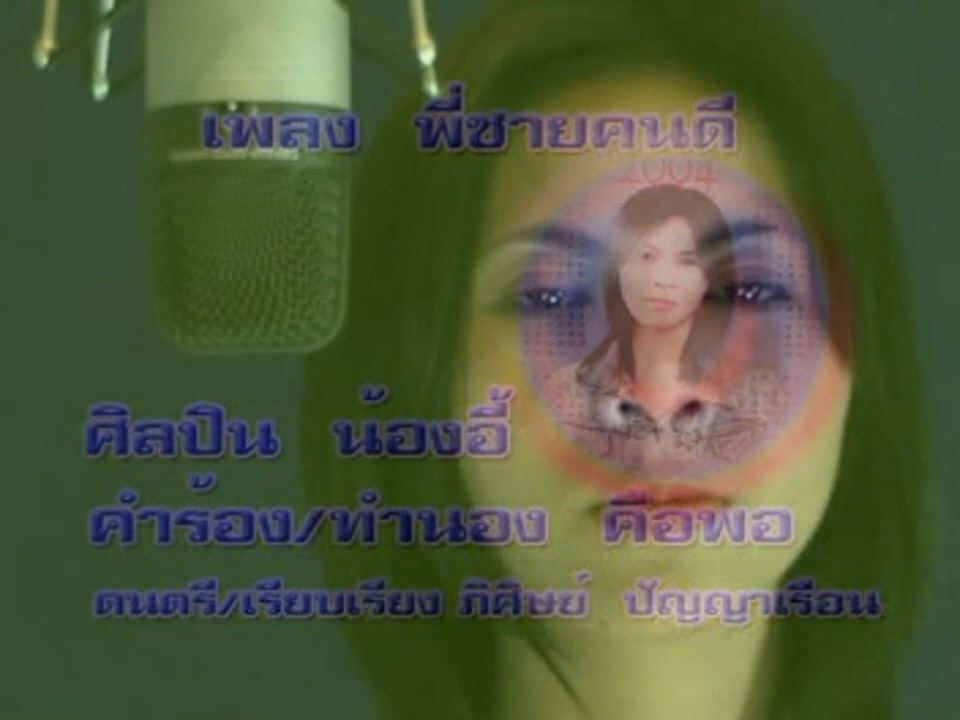 เพลง พี่ชายคนดี
2004
ศิลปิน น้องอี้
คำร้อง/ทำนอง คือพอ
ดนตรี/เรียบเรียง ภิศิษย์ ปัญญาเรือน